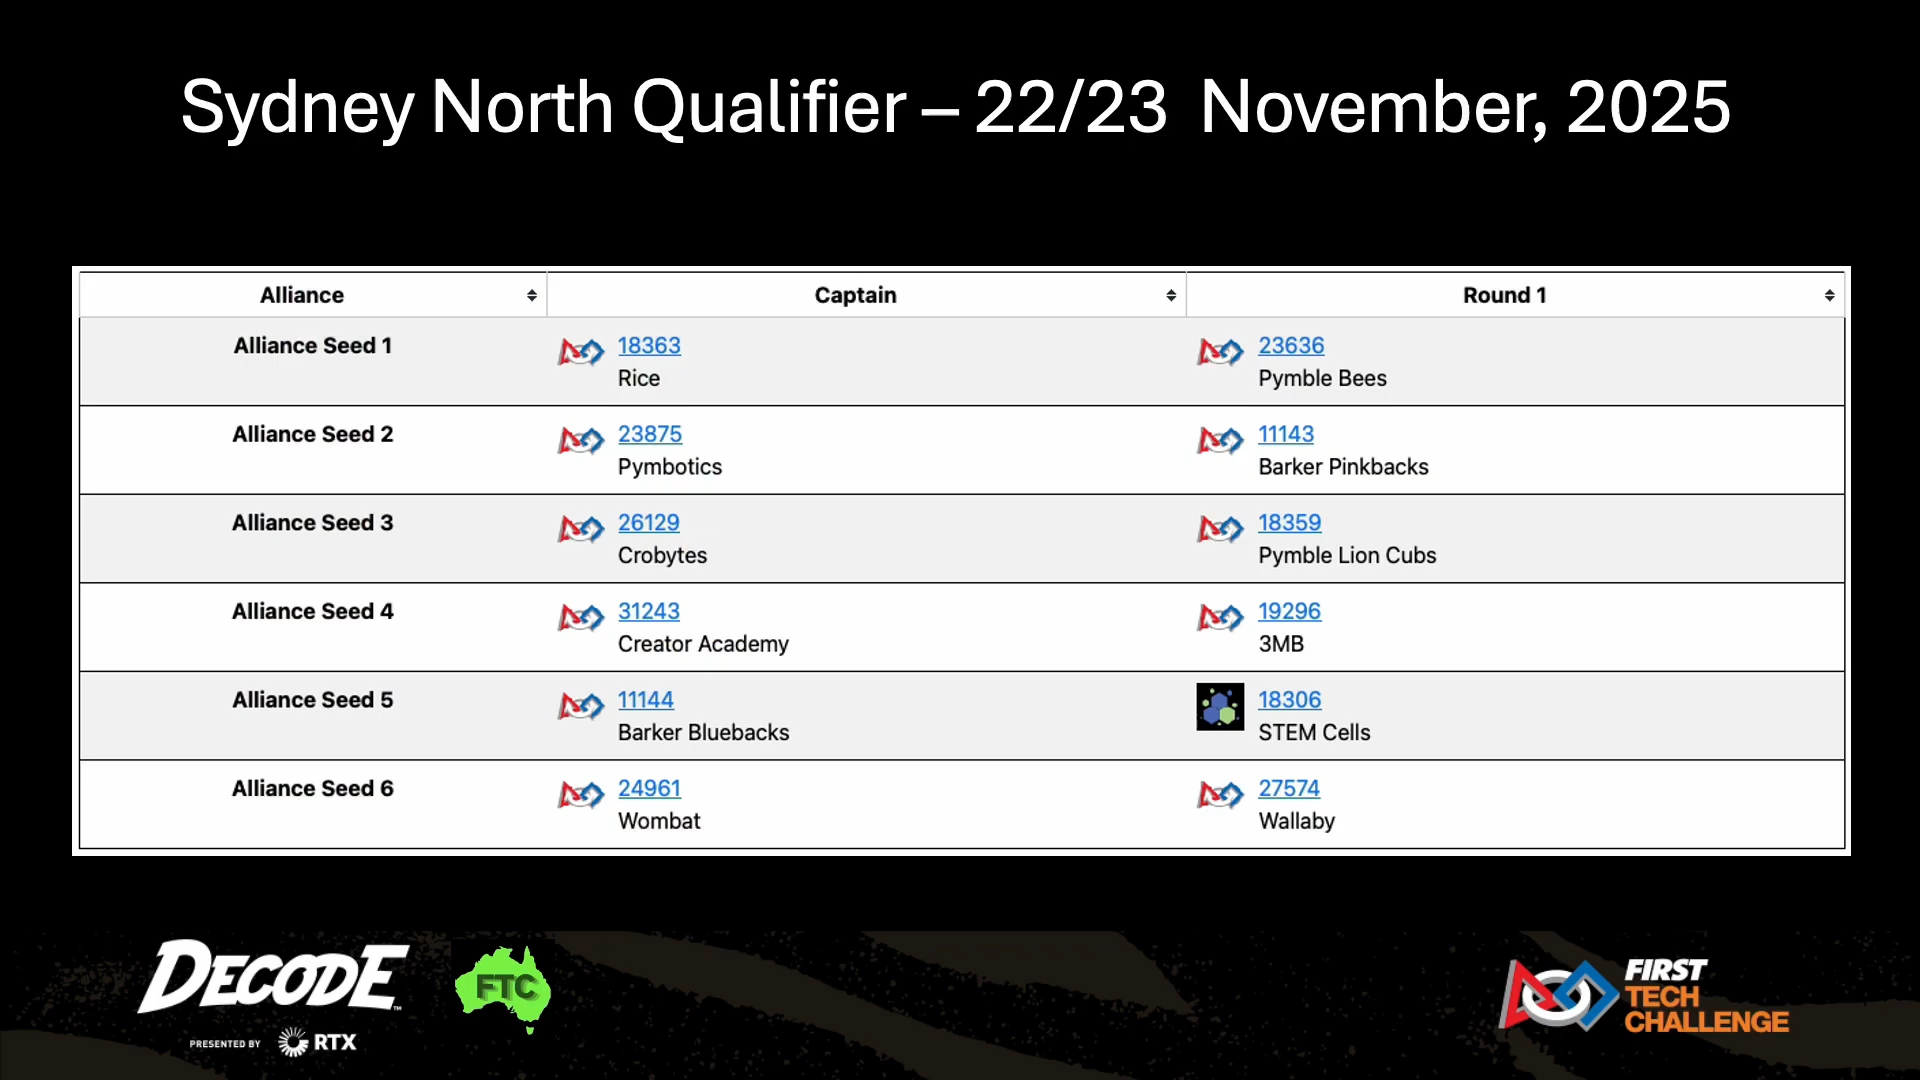 Sydney North Qualifier – 22/23 November, 2025
Alliance Captain Round 1
Alliance Seed 1 18363 23636
Rice Pymble Bees
Alliance Seed 2 23875 11143
Pymbotics Barker Pinkbacks
Alliance Seed 3 26129 18359
Crobytes Pymble Lion Cubs
Alliance Seed 4 31243 19296
Creator Academy 3MB
Alliance Seed 5 11144 18306
Barker Bluebacks STEM Cells
Alliance Seed 6 24961 27574
Wombat Wallaby
DECODE™
PRESENTED BY RTX
FTC
FIRST
TECH
CHALLENGE